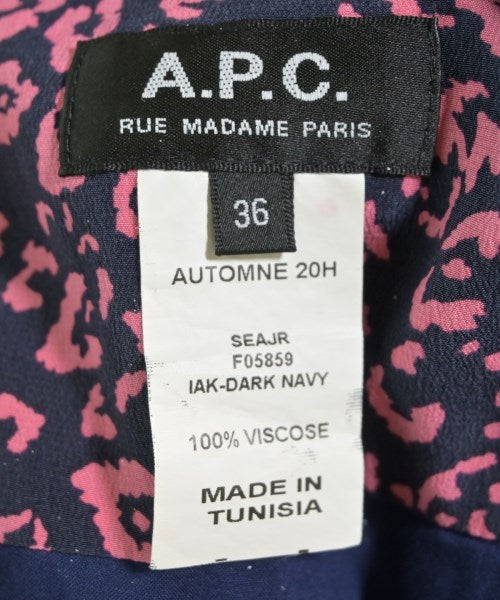 A.P.C.
RUE MADAME PARIS
36
AUTOMNE 20H
SEAJR
F05859
IAK-DARK NAVY
100% VISCOSE
MADE IN
TUNISIA